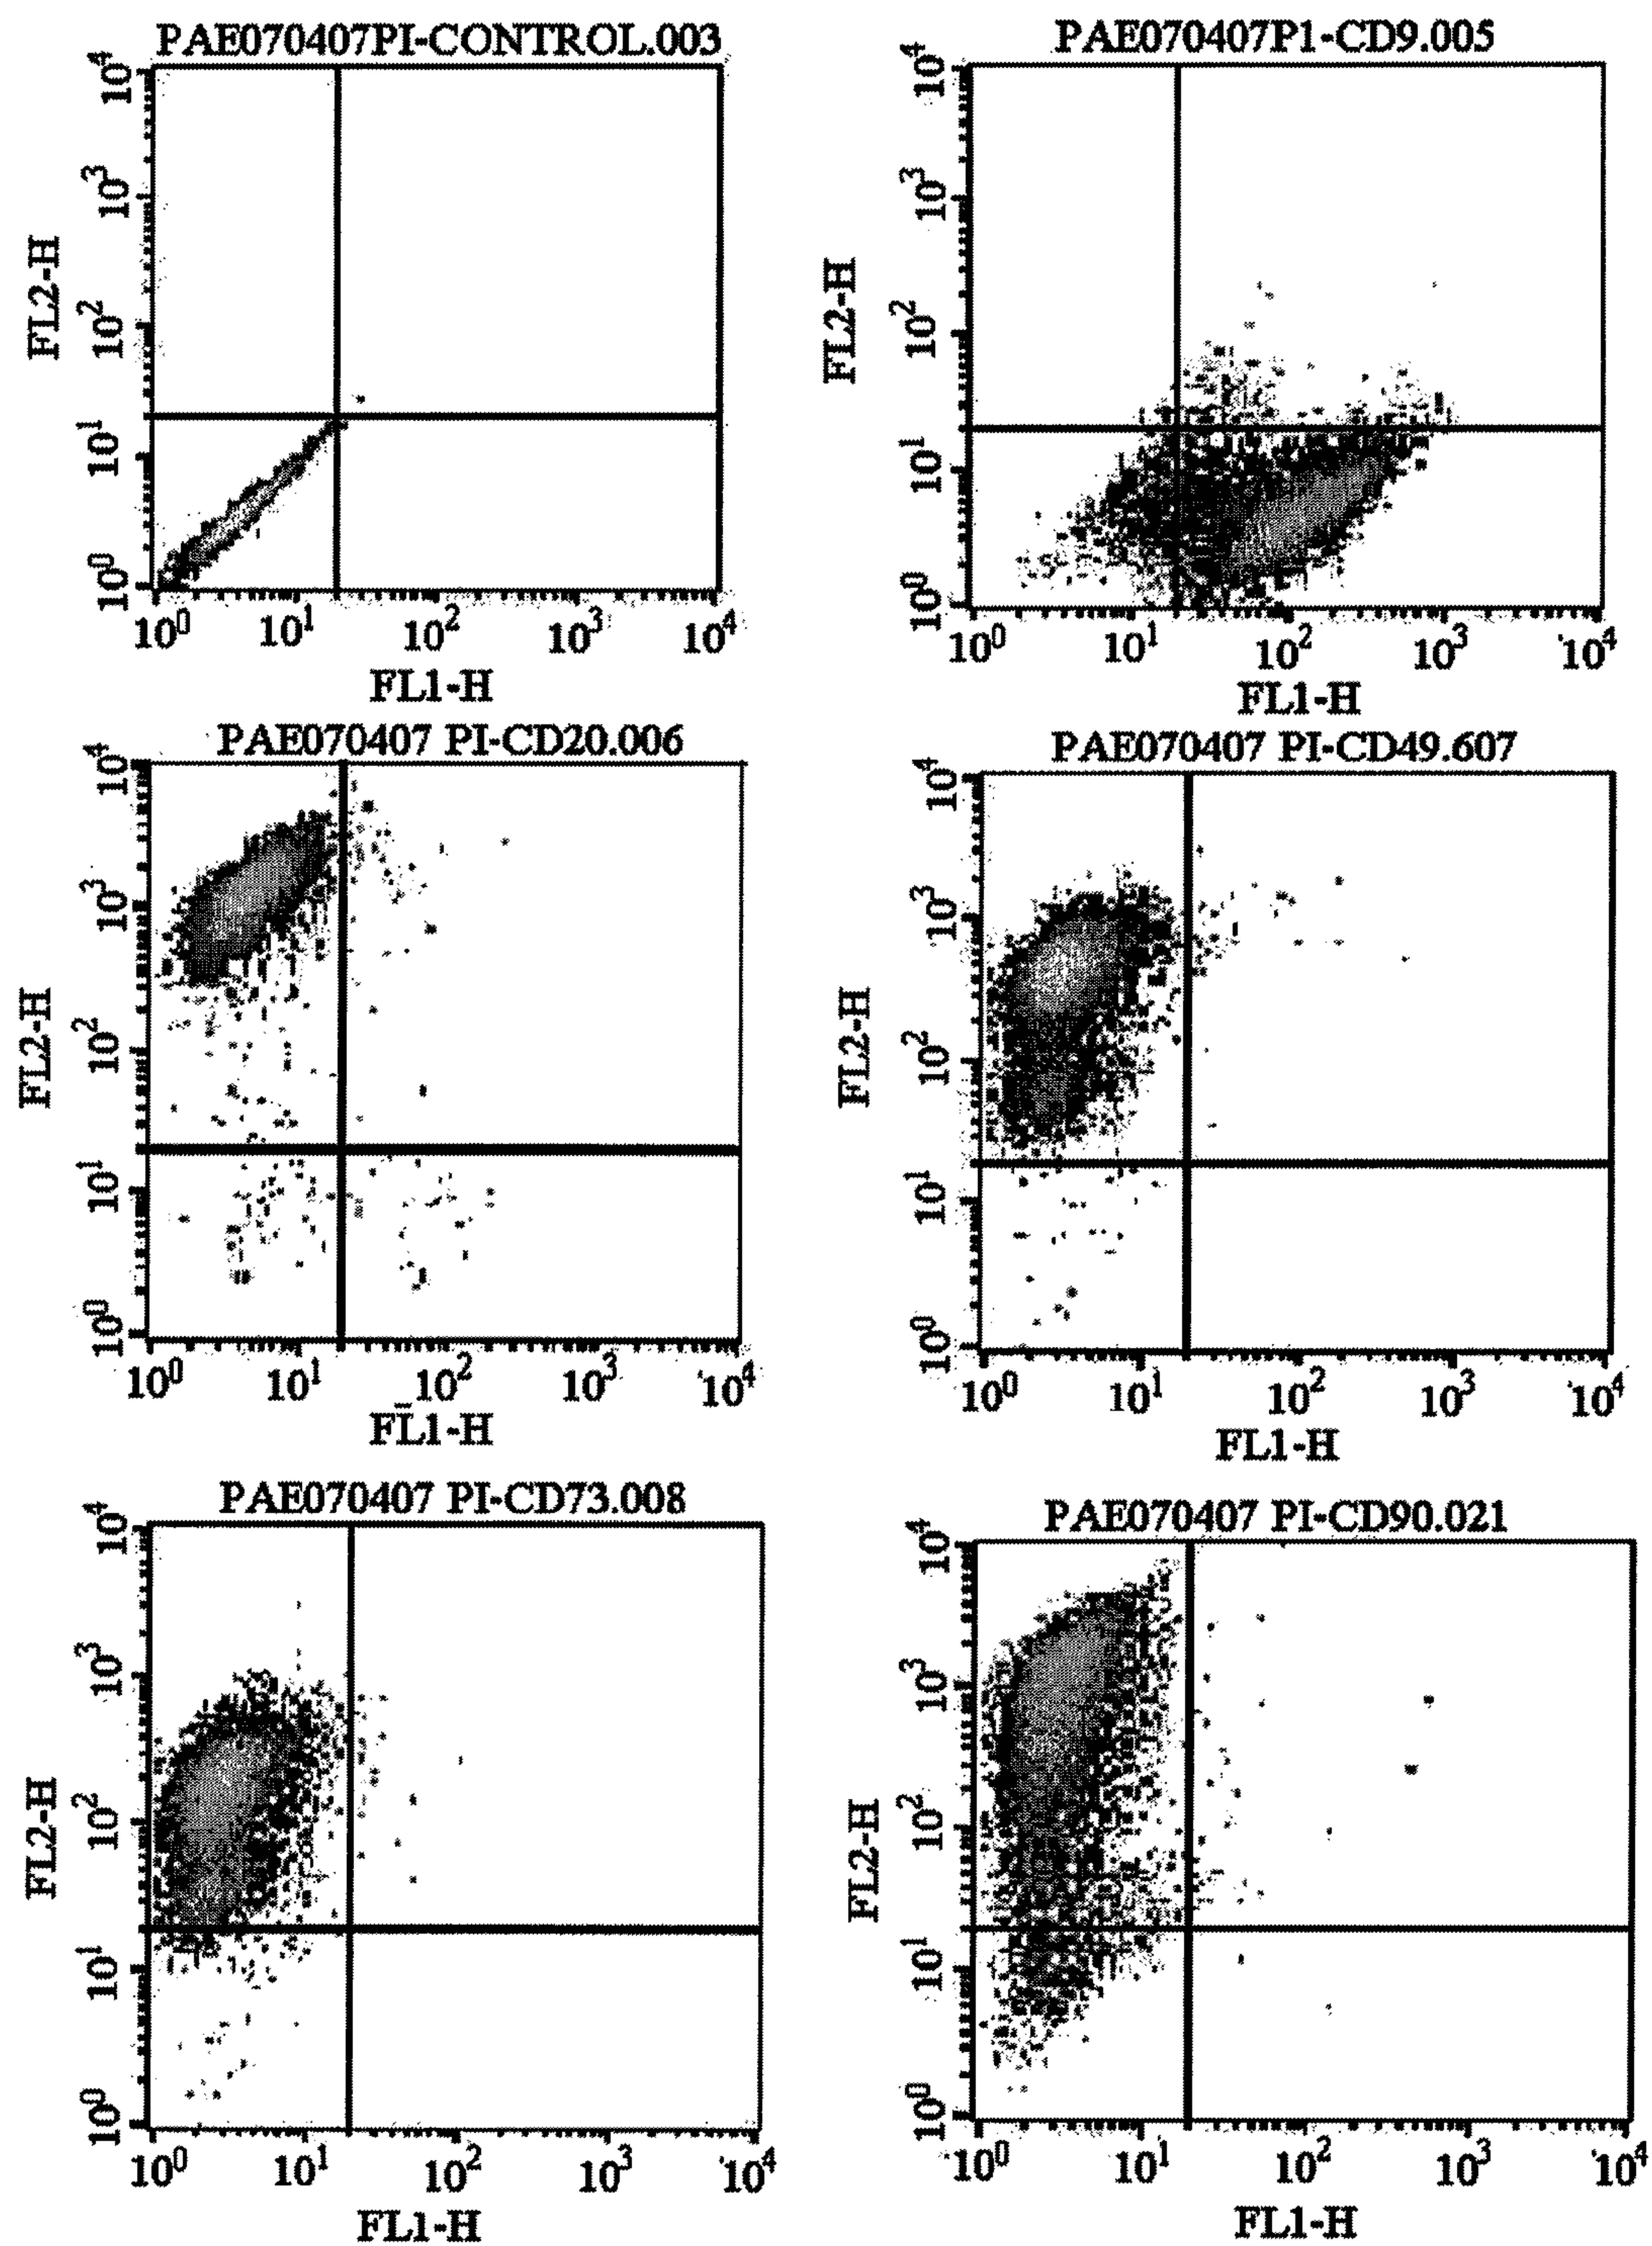 PAE070407PI-CONTROL.003
10⁴
10³
10²
10¹
10⁰
FL2-H
10⁰ 10¹ 10² 10³ 10⁴
FL1-H
PAE070407P1-CD9.005
10⁴
10³
10²
10¹
10⁰
FL2-H
10⁰ 10¹ 10² 10³ 10⁴
FL1-H
PAE070407 PI-CD20.006
10⁴
10³
10²
10¹
10⁰
FL2-H
10⁰ 10¹ 10² 10³ 10⁴
FL1-H
PAE070407 PI-CD49.607
10⁴
10³
10²
10¹
10⁰
FL2-H
10⁰ 10¹ 10² 10³ 10⁴
FL1-H
PAE070407 PI-CD73.008
10⁴
10³
10²
10¹
10⁰
FL2-H
10⁰ 10¹ 10² 10³ 10⁴
FL1-H
PAE070407 PI-CD90.021
10⁴
10³
10²
10¹
10⁰
FL2-H
10⁰ 10¹ 10² 10³ 10⁴
FL1-H